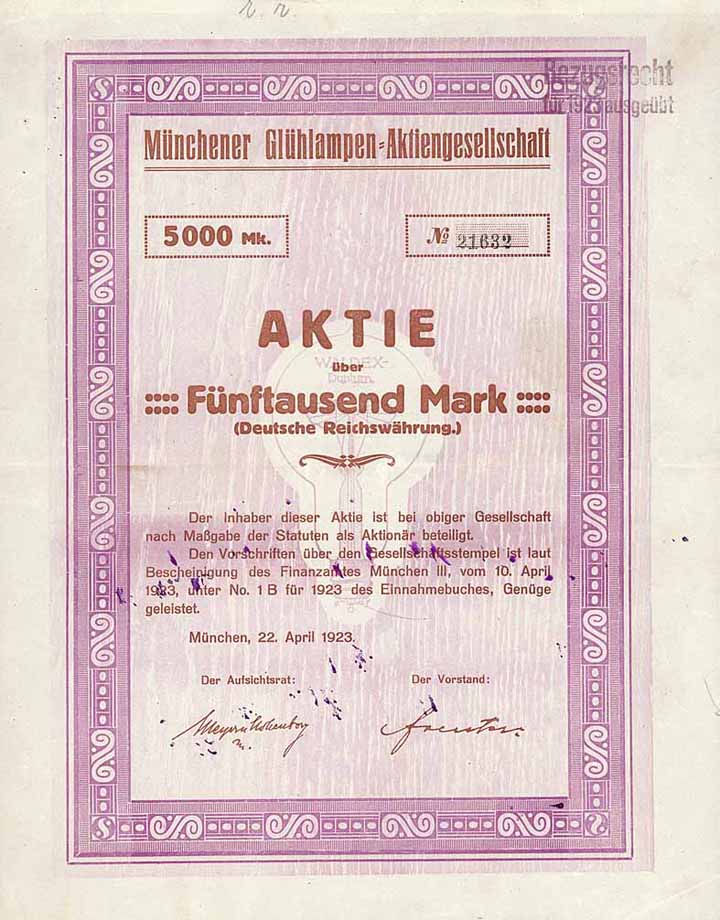 r. r.
Bezugsrecht
für 1923 ausgeübt
Münchener Glühlampen=Aktiengesellschaft
5000 Mk.
№ 21632
AKTIE
WALDEX-
über
Duplum.
:::: Fünftausend Mark ::::
(Deutsche Reichswährung.)
Der Inhaber dieser Aktie ist bei obiger Gesellschaft
nach Maßgabe der Statuten als Aktionär beteiligt.
Den Vorschriften über den Gesellschaftsstempel ist laut
Bescheinigung des Finanzamtes München III, vom 10. April
1923, unter No. 1 B für 1923 des Einnahmebuches, Genüge
geleistet.
München, 22. April 1923.
Der Aufsichtsrat:
Der Vorstand: